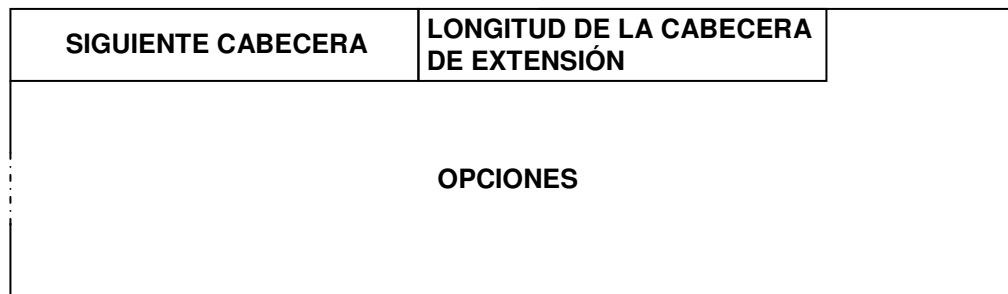 SIGUIENTE CABECERA
LONGITUD DE LA CABECERA
DE EXTENSIÓN
OPCIONES